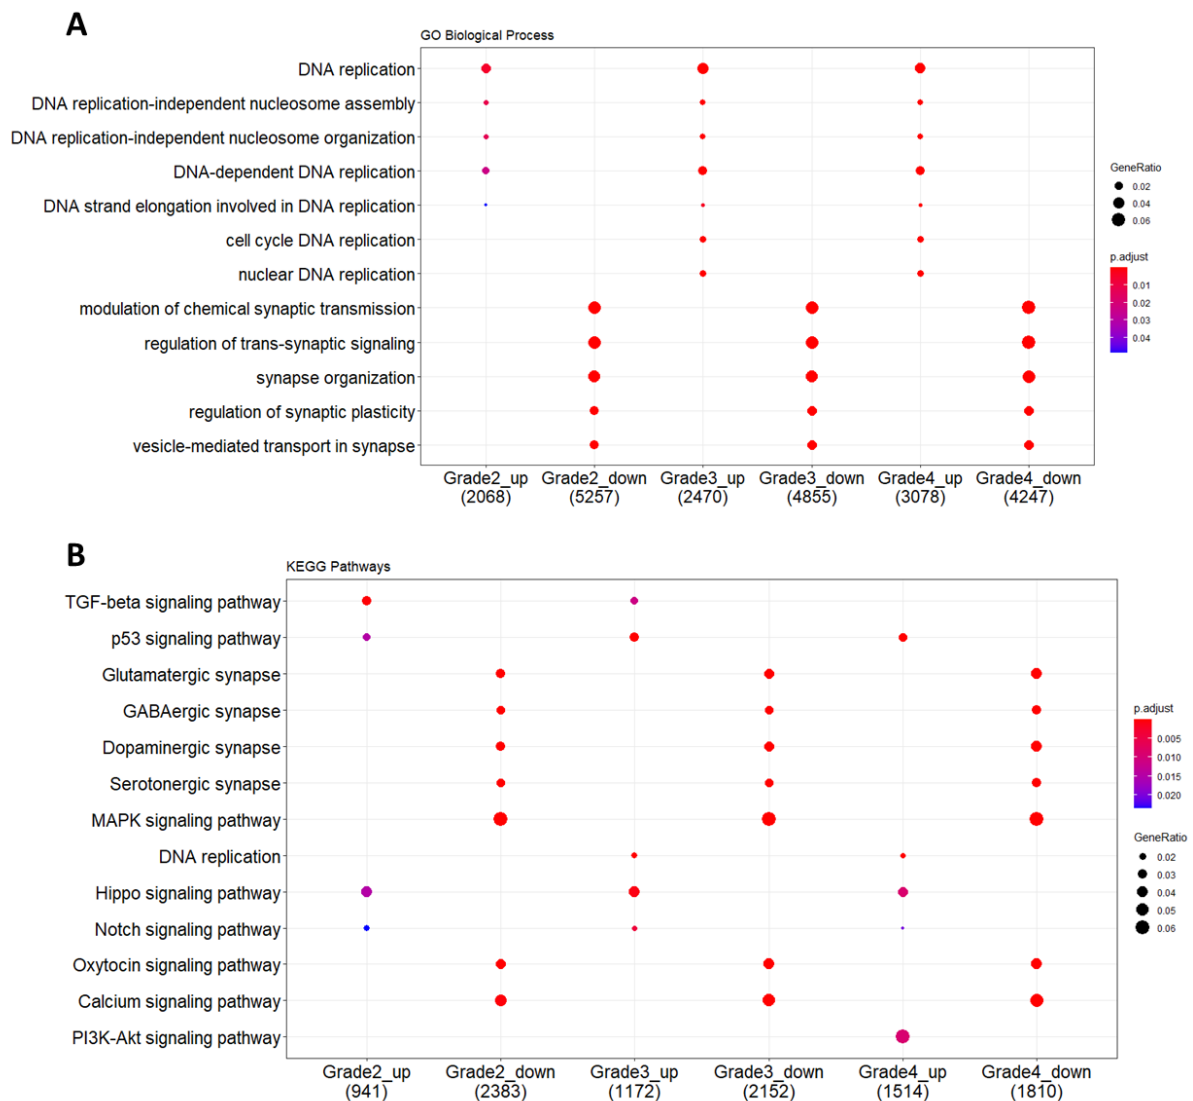 A
GO Biological Process
DNA replication
DNA replication-independent nucleosome assembly
DNA replication-independent nucleosome organization
DNA-dependent DNA replication
DNA strand elongation involved in DNA replication
cell cycle DNA replication
nuclear DNA replication
modulation of chemical synaptic transmission
regulation of trans-synaptic signaling
synapse organization
regulation of synaptic plasticity
vesicle-mediated transport in synapse
Grade2_up Grade2_down Grade3_up Grade3_down Grade4_up Grade4_down
(2068) (5257) (2470) (4855) (3078) (4247)
GeneRatio
0.02
0.04
0.06
p.adjust
0.01
0.02
0.03
0.04
B
KEGG Pathways
TGF-beta signaling pathway
p53 signaling pathway
Glutamatergic synapse
GABAergic synapse
Dopaminergic synapse
Serotonergic synapse
MAPK signaling pathway
DNA replication
Hippo signaling pathway
Notch signaling pathway
Oxytocin signaling pathway
Calcium signaling pathway
PI3K-Akt signaling pathway
Grade2_up Grade2_down Grade3_up Grade3_down Grade4_up Grade4_down
(941) (2383) (1172) (2152) (1514) (1810)
p.adjust
0.005
0.010
0.015
0.020
GeneRatio
0.02
0.03
0.04
0.05
0.06